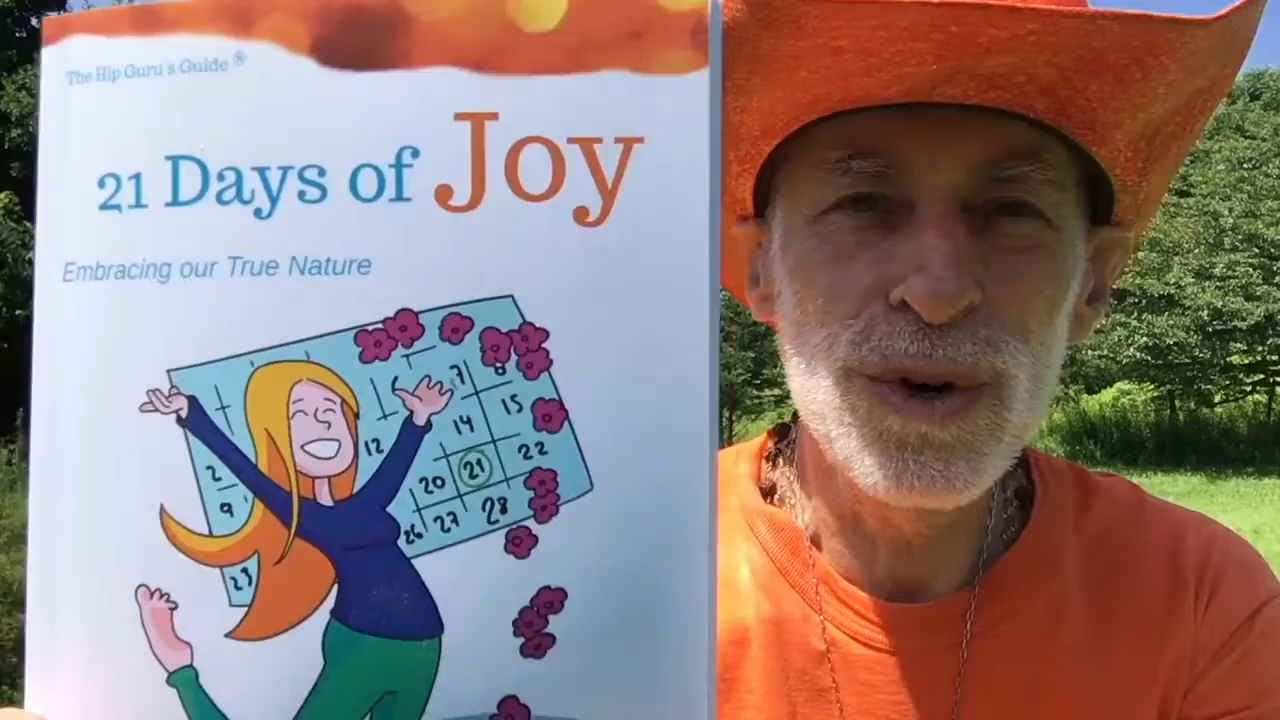 The Hip Guru's Guide®
21 Days of Joy
Embracing our True Nature
7 8
12 14 15
2 20 21 22
9 26 27 28
23